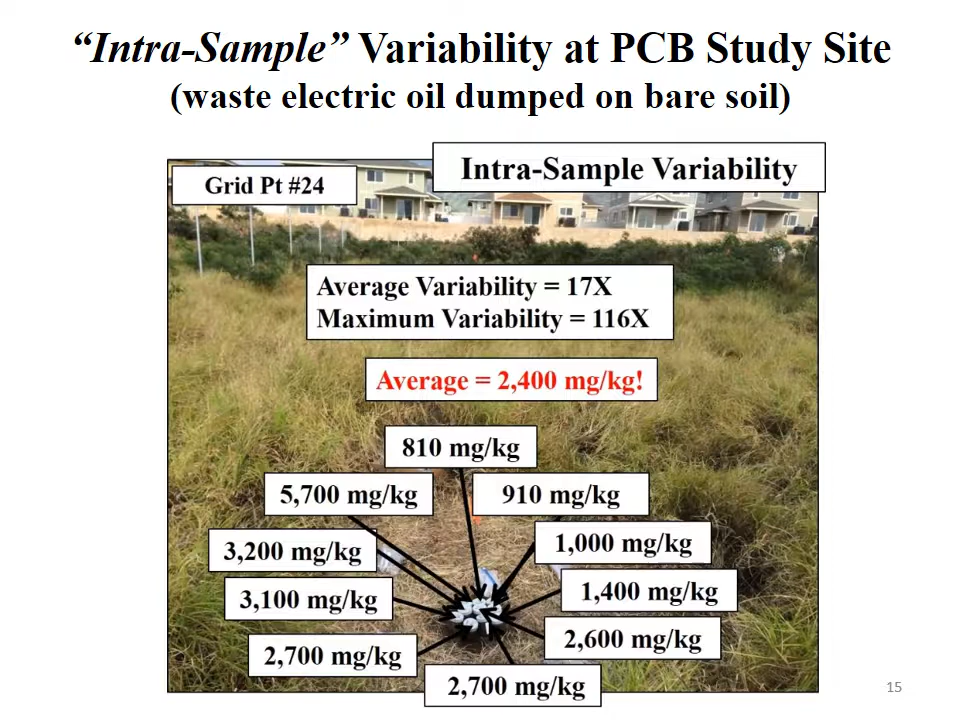 “Intra-Sample” Variability at PCB Study Site
(waste electric oil dumped on bare soil)
Intra-Sample Variability
Grid Pt #24
Average Variability = 17X
Maximum Variability = 116X
Average = 2,400 mg/kg!
810 mg/kg
5,700 mg/kg
910 mg/kg
3,200 mg/kg
1,000 mg/kg
3,100 mg/kg
1,400 mg/kg
2,700 mg/kg
2,600 mg/kg
2,700 mg/kg
15